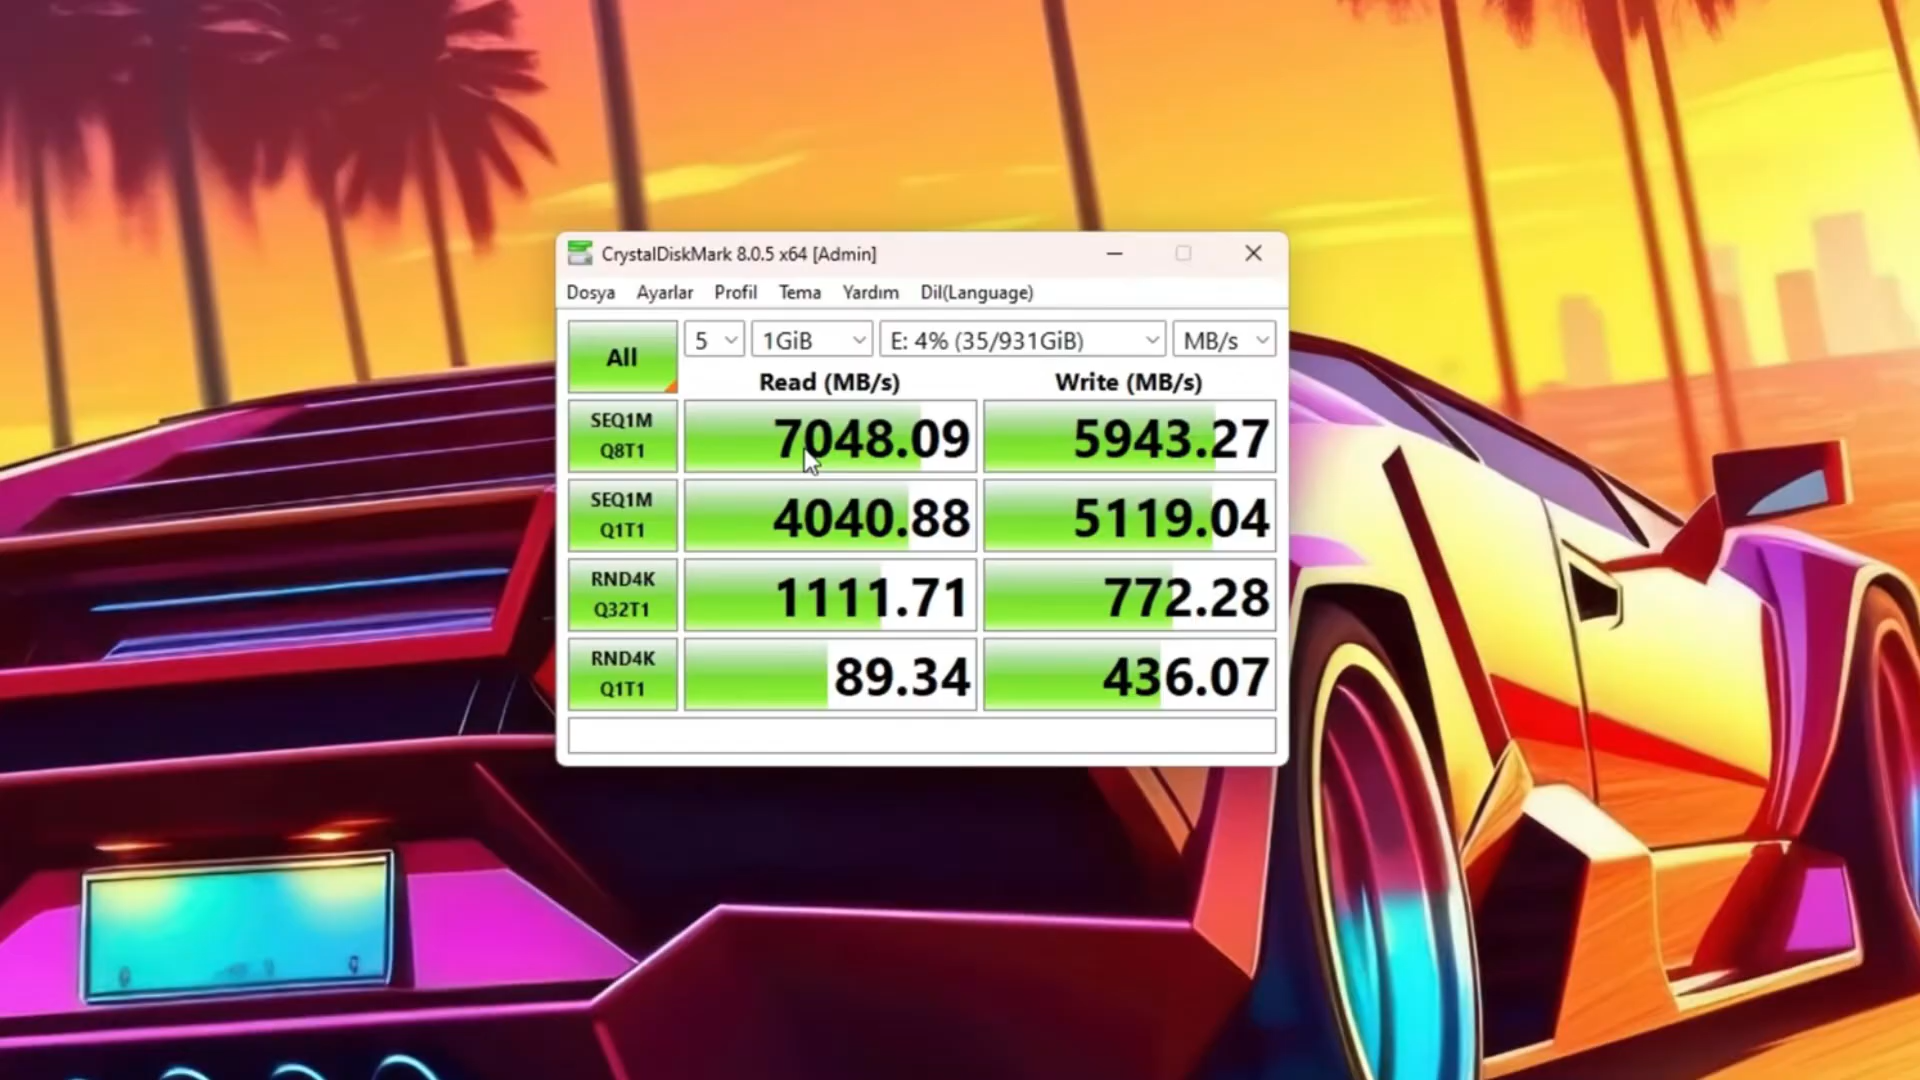 CrystalDiskMark 8.0.5 x64 [Admin]
Dosya Ayarlar Profil Tema Yardım Dil(Language)
All 5 1GiB E: 4% (35/931GiB) MB/s
Read (MB/s) Write (MB/s)
SEQ1M
Q8T1
7048.09 5943.27
SEQ1M
Q1T1
4040.88 5119.04
RND4K
Q32T1
1111.71 772.28
RND4K
Q1T1
89.34 436.07